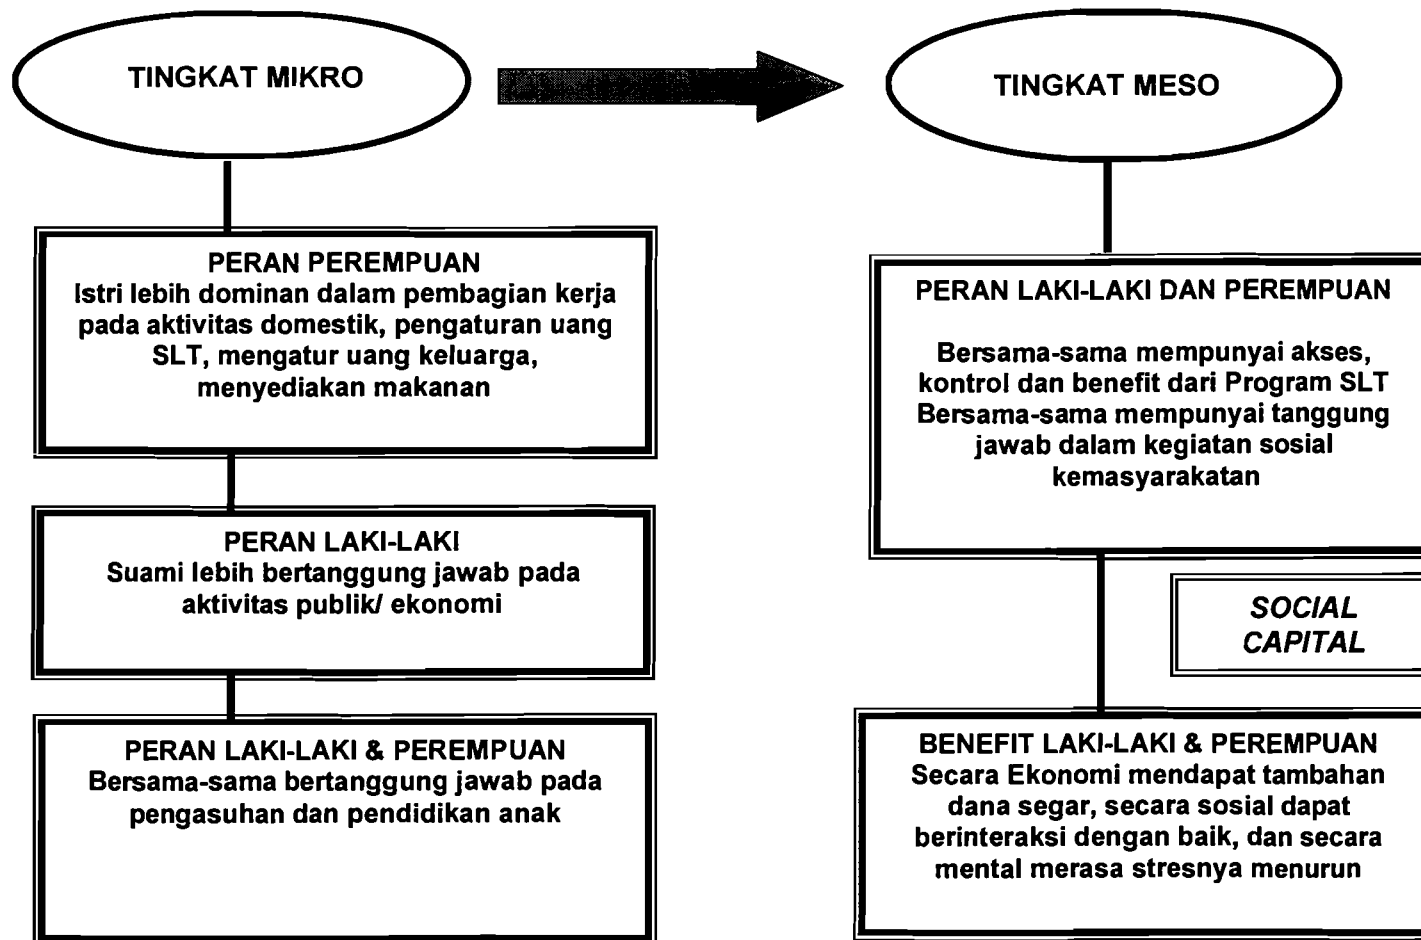 TINGKAT MIKRO
PERAN PEREMPUAN
Istri lebih dominan dalam pembagian kerja
pada aktivitas domestik, pengaturan uang
SLT, mengatur uang keluarga,
menyediakan makanan
PERAN LAKI-LAKI
Suami lebih bertanggung jawab pada
aktivitas publik/ ekonomi
PERAN LAKI-LAKI & PEREMPUAN
Bersama-sama bertanggung jawab pada
pengasuhan dan pendidikan anak
TINGKAT MESO
PERAN LAKI-LAKI DAN PEREMPUAN
Bersama-sama mempunyai akses,
kontrol dan benefit dari Program SLT
Bersama-sama mempunyai tanggung
jawab dalam kegiatan sosial
kemasyarakatan
SOCIAL
CAPITAL
BENEFIT LAKI-LAKI & PEREMPUAN
Secara Ekonomi mendapat tambahan
dana segar, secara sosial dapat
berinteraksi dengan baik, dan secara
mental merasa stresnya menurun